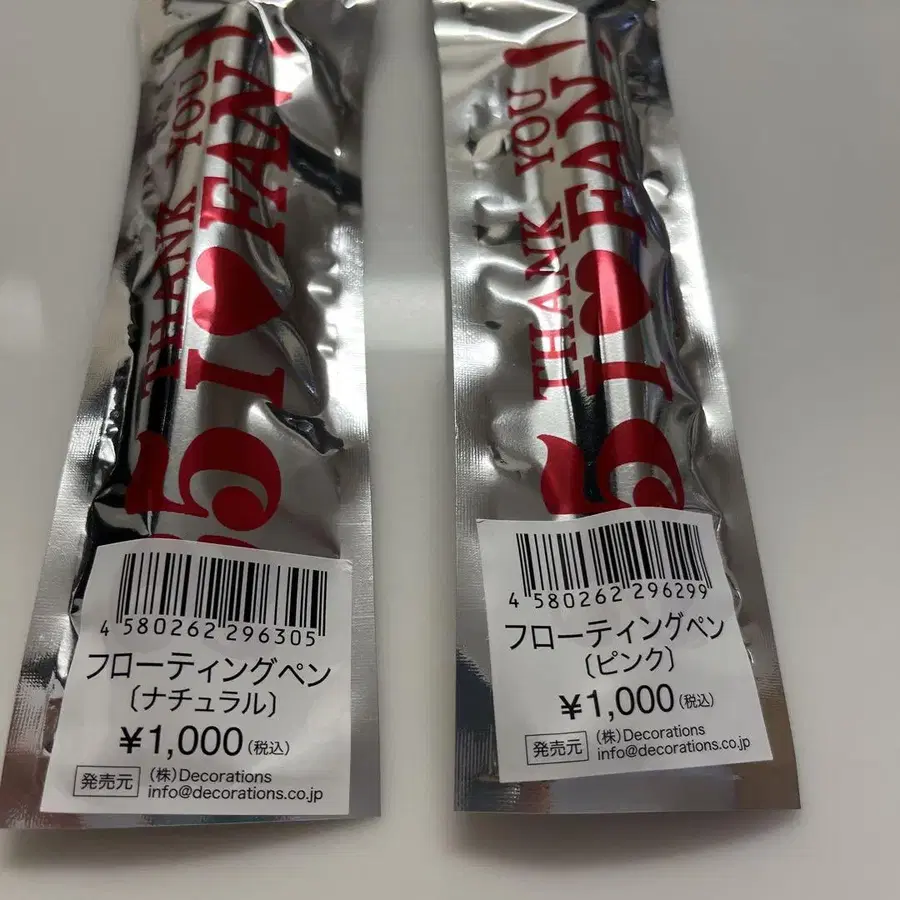 THANK YOU!
I♥FAN!
5
4 580262 296305
フローティングペン
〔ナチュラル〕
¥1,000(税込)
発売元 (株)Decorations
info@decorations.co.jp
THANK YOU!
I♥FAN!
5
4 580262 296299
フローティングペン
〔ピンク〕
¥1,000(税込)
発売元 (株)Decorations
info@decorations.co.jp